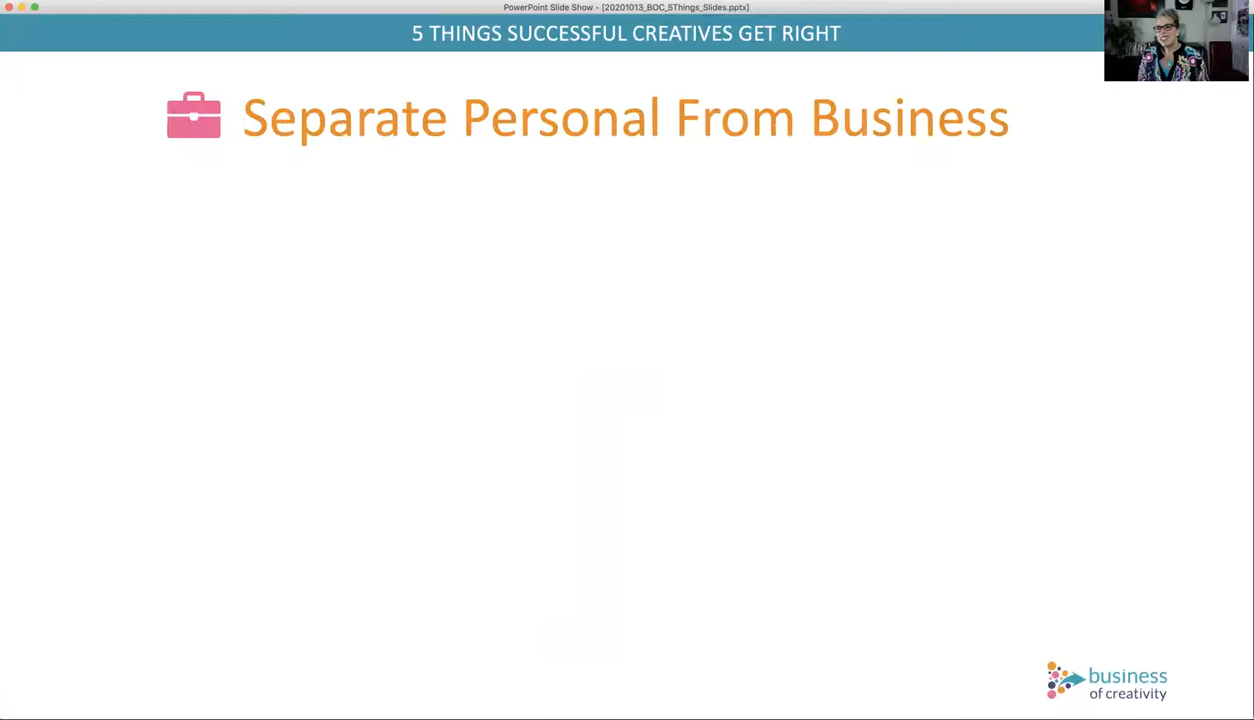 PowerPoint Slide Show - [20201013_BOC_5Things_Slides.pptx]
5 THINGS SUCCESSFUL CREATIVES GET RIGHT
Separate Personal From Business
business
of creativity